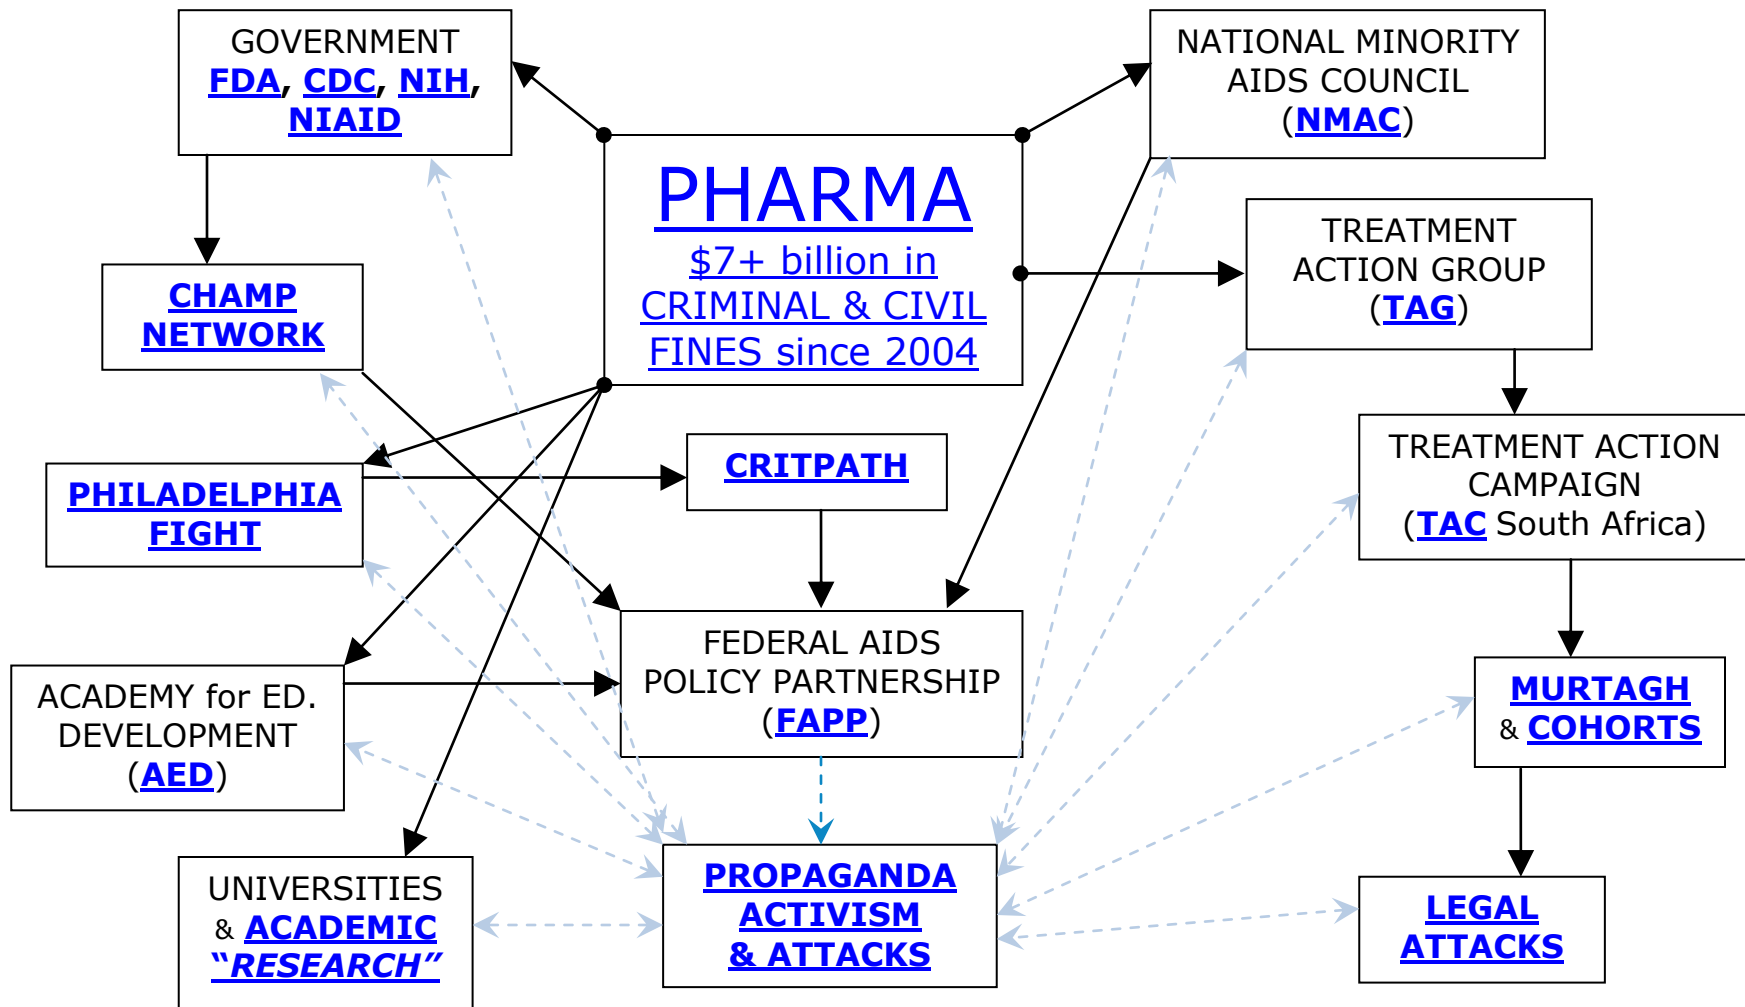 GOVERNMENT
FDA, CDC, NIH,
NIAID
NATIONAL MINORITY
AIDS COUNCIL
(NMAC)
PHARMA
$7+ billion in
CRIMINAL & CIVIL
FINES since 2004
TREATMENT
ACTION GROUP
(TAG)
CHAMP
NETWORK
CRITPATH
TREATMENT ACTION
CAMPAIGN
(TAC South Africa)
PHILADELPHIA
FIGHT
FEDERAL AIDS
POLICY PARTNERSHIP
(FAPP)
MURTAGH
& COHORTS
ACADEMY for ED.
DEVELOPMENT
(AED)
UNIVERSITIES
& ACADEMIC
“RESEARCH”
PROPAGANDA
ACTIVISM
& ATTACKS
LEGAL
ATTACKS